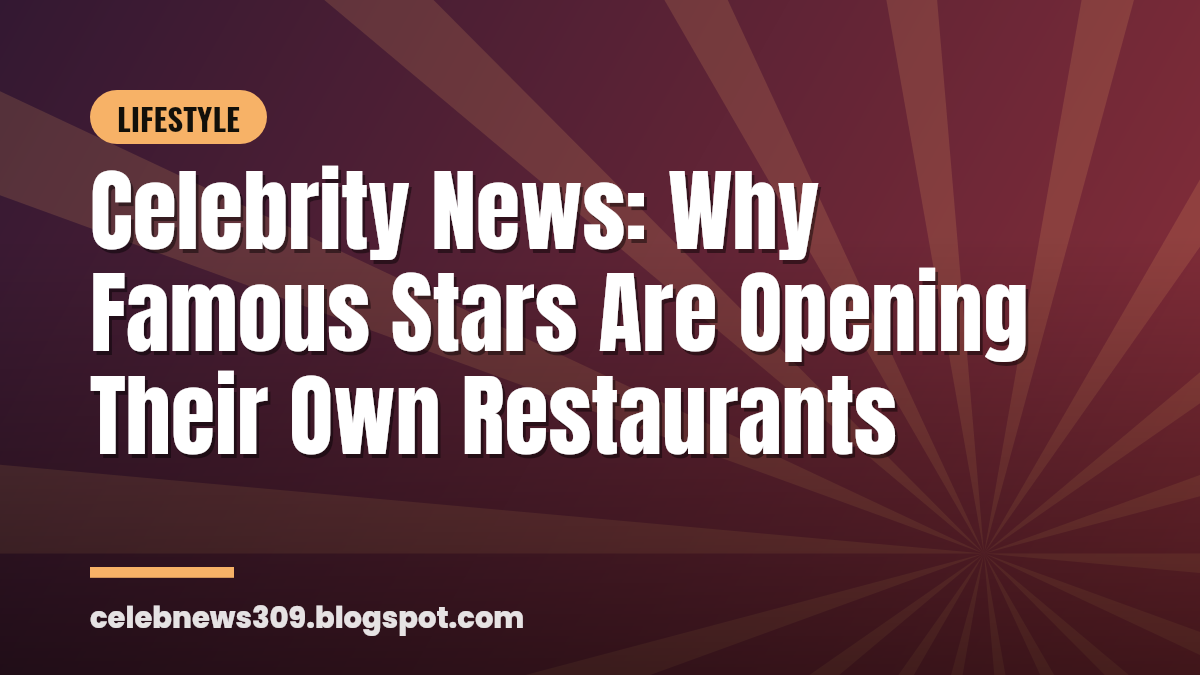 LIFESTYLE
Celebrity News: Why
Famous Stars Are Opening
Their Own Restaurants
celebnews309.blogspot.com